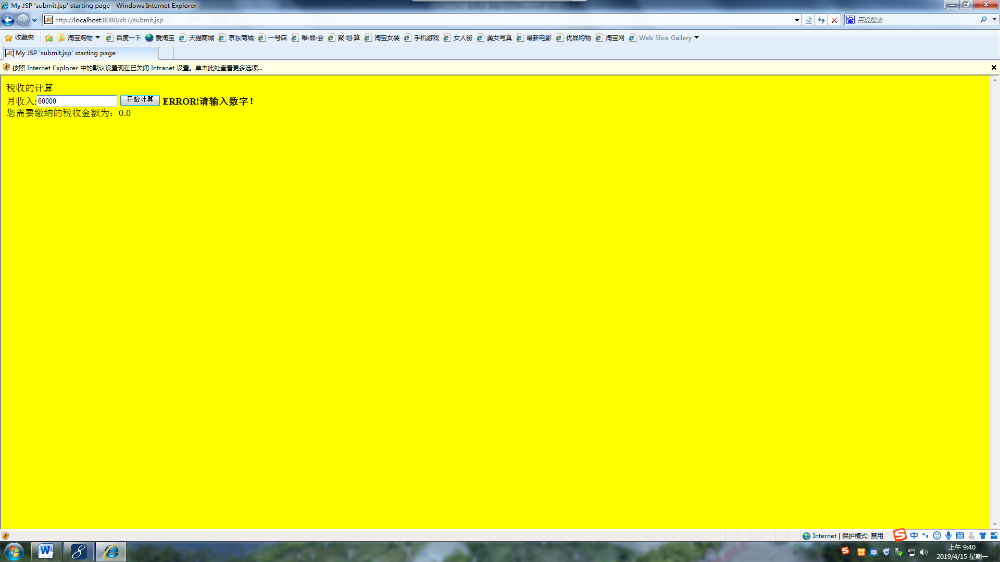 My JSP 'submit.jsp' starting page - Windows Internet Explorer
http://localhost:8080/ch7/submit.jsp
百度搜索
收藏夹 淘宝购物 百度一下 爱淘宝 天猫商城 京东商城 一号店 唯·品·会 聚·划·算 淘宝女装 手机游戏 女人街 美女写真 最新电影 优品购物 淘宝网 Web Slice Gallery
My JSP 'submit.jsp' starting page
按照 Internet Explorer 中的默认设置现在已关闭 Intranet 设置。单击此处查看更多选项...
税收的计算
月收入:60000 开始计算 ERROR!请输入数字！
您需要缴纳的税收金额为：0.0
Internet | 保护模式: 禁用
中
上午 9:40
2019/4/15 星期一